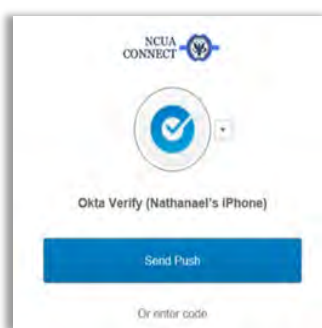 NCUA
CONNECT
Okta Verify (Nathanael's iPhone)
Send Push
Or enter code